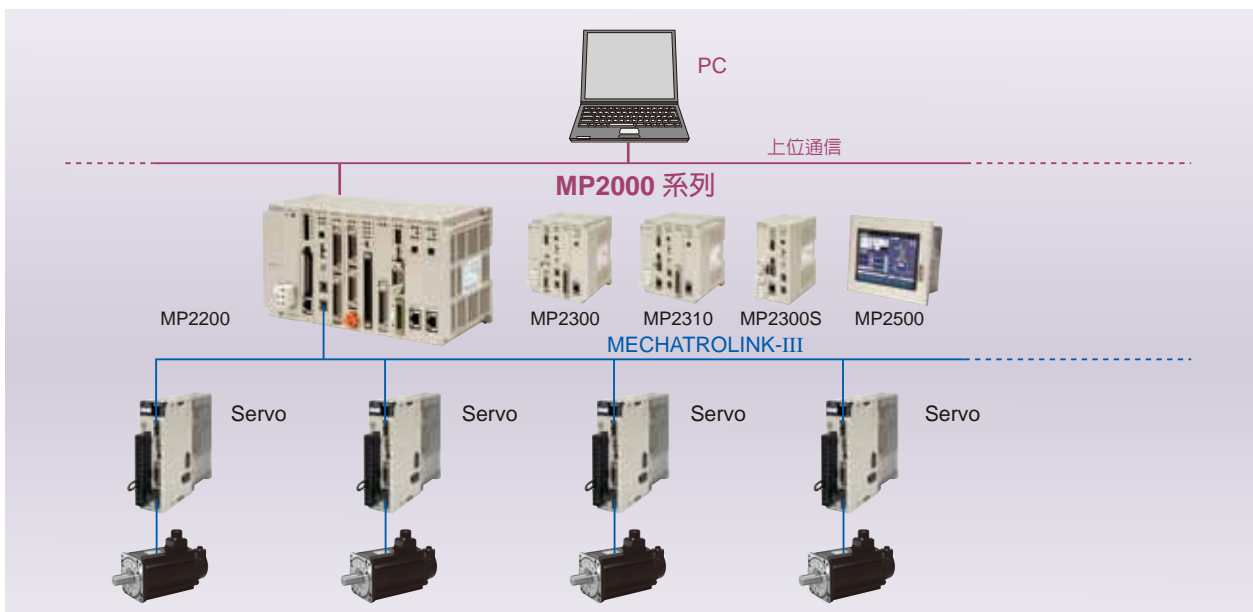 PC
上位通信
MP2000 系列
MP2200
MP2300
MP2310
MP2300S
MP2500
MECHATROLINK-III
Servo
Servo
Servo
Servo